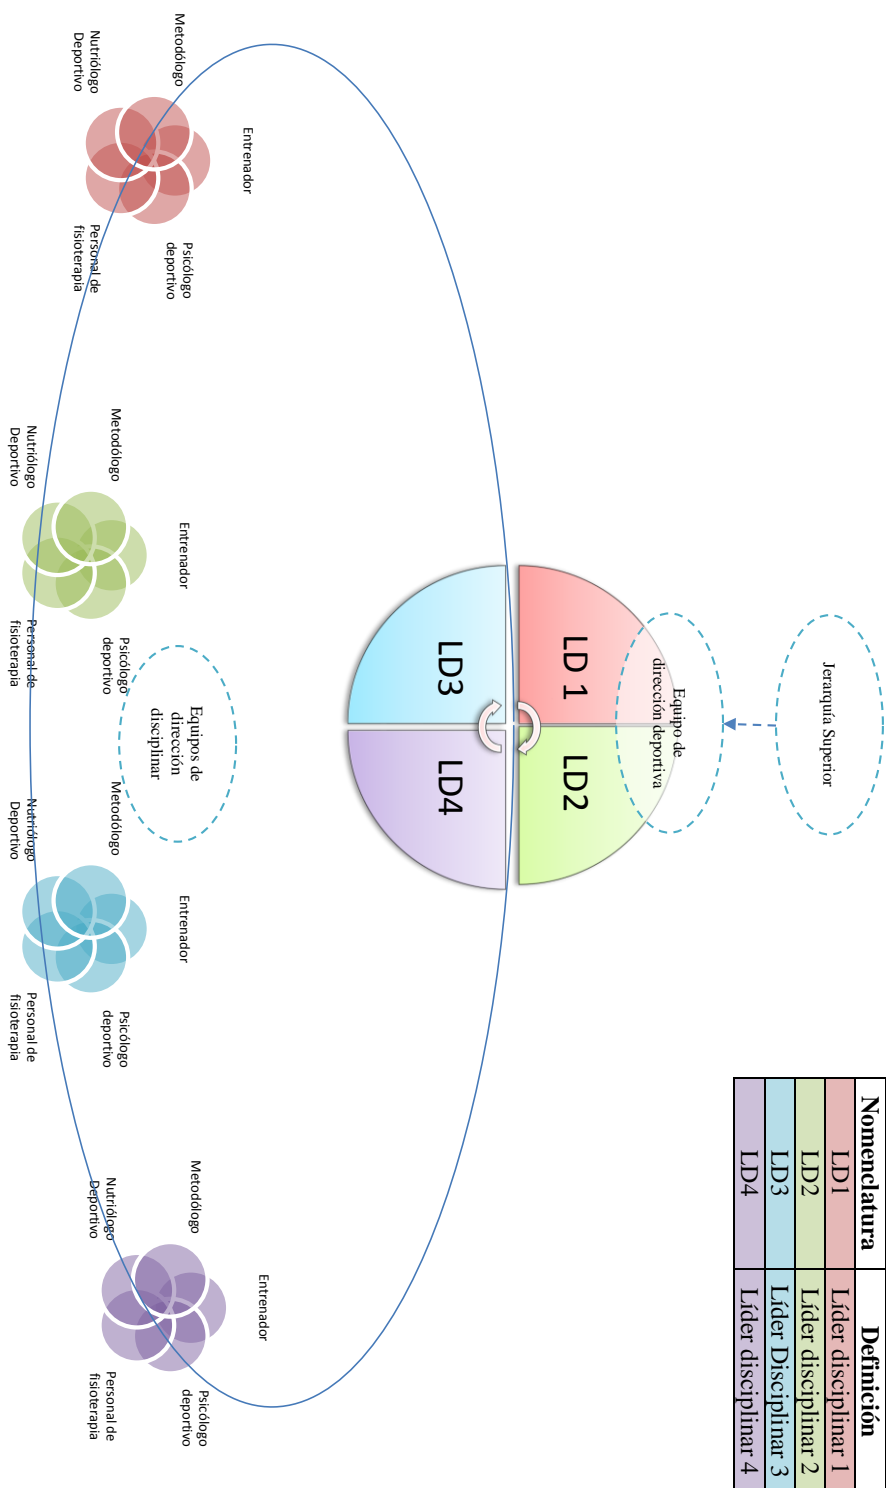 Jerarquía Superior
Nomenclatura Definición
LD1 Líder disciplinar 1
LD2 Líder disciplinar 2
LD3 Líder Disciplinar 3
LD4 Líder disciplinar 4
Equipo de
dirección deportiva
LD 1
LD2
LD3
LD4
Equipos de
dirección
disciplinar
Entrenador
Metodólogo
Psicólogo
deportivo
Nutriólogo
Deportivo
Personal de
fisioterapia
Entrenador
Metodólogo
Psicólogo
deportivo
Nutriólogo
Deportivo
Personal de
fisioterapia
Entrenador
Metodólogo
Psicólogo
deportivo
Nutriólogo
Deportivo
Personal de
fisioterapia
Entrenador
Metodólogo
Psicólogo
deportivo
Nutriólogo
Deportivo
Personal de
fisioterapia